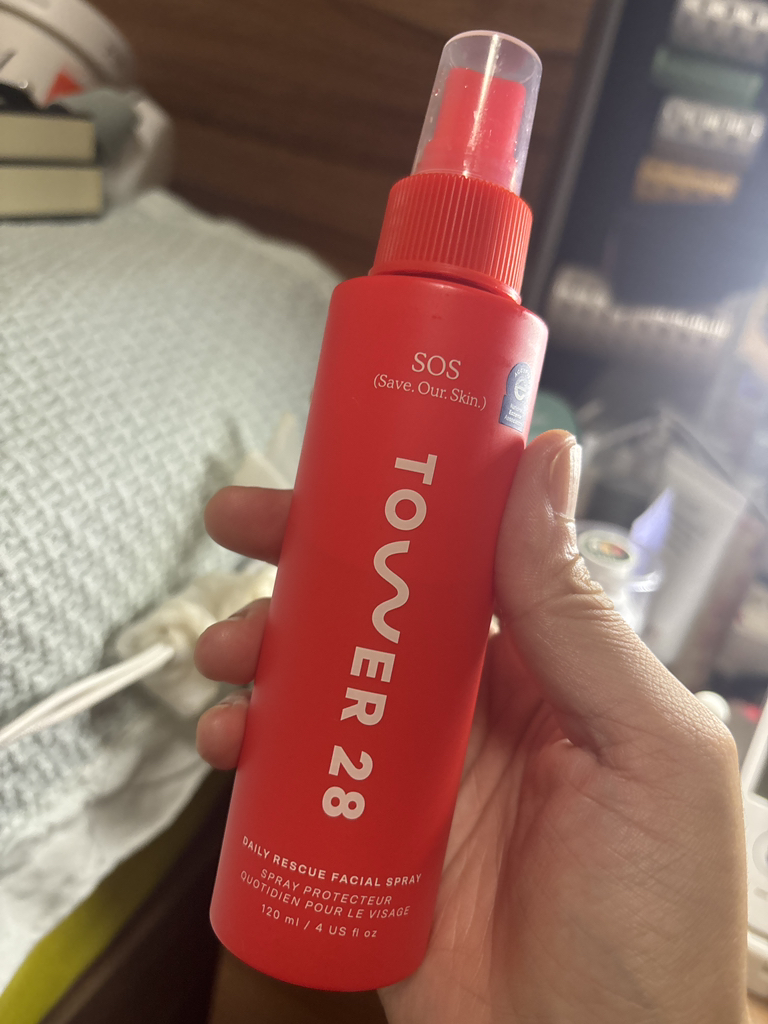 SOS
(Save. Our. Skin.)
TOWER 28
DAILY RESCUE FACIAL SPRAY
SPRAY PROTECTEUR
QUOTIDIEN POUR LE VISAGE
120 ml / 4 US fl oz